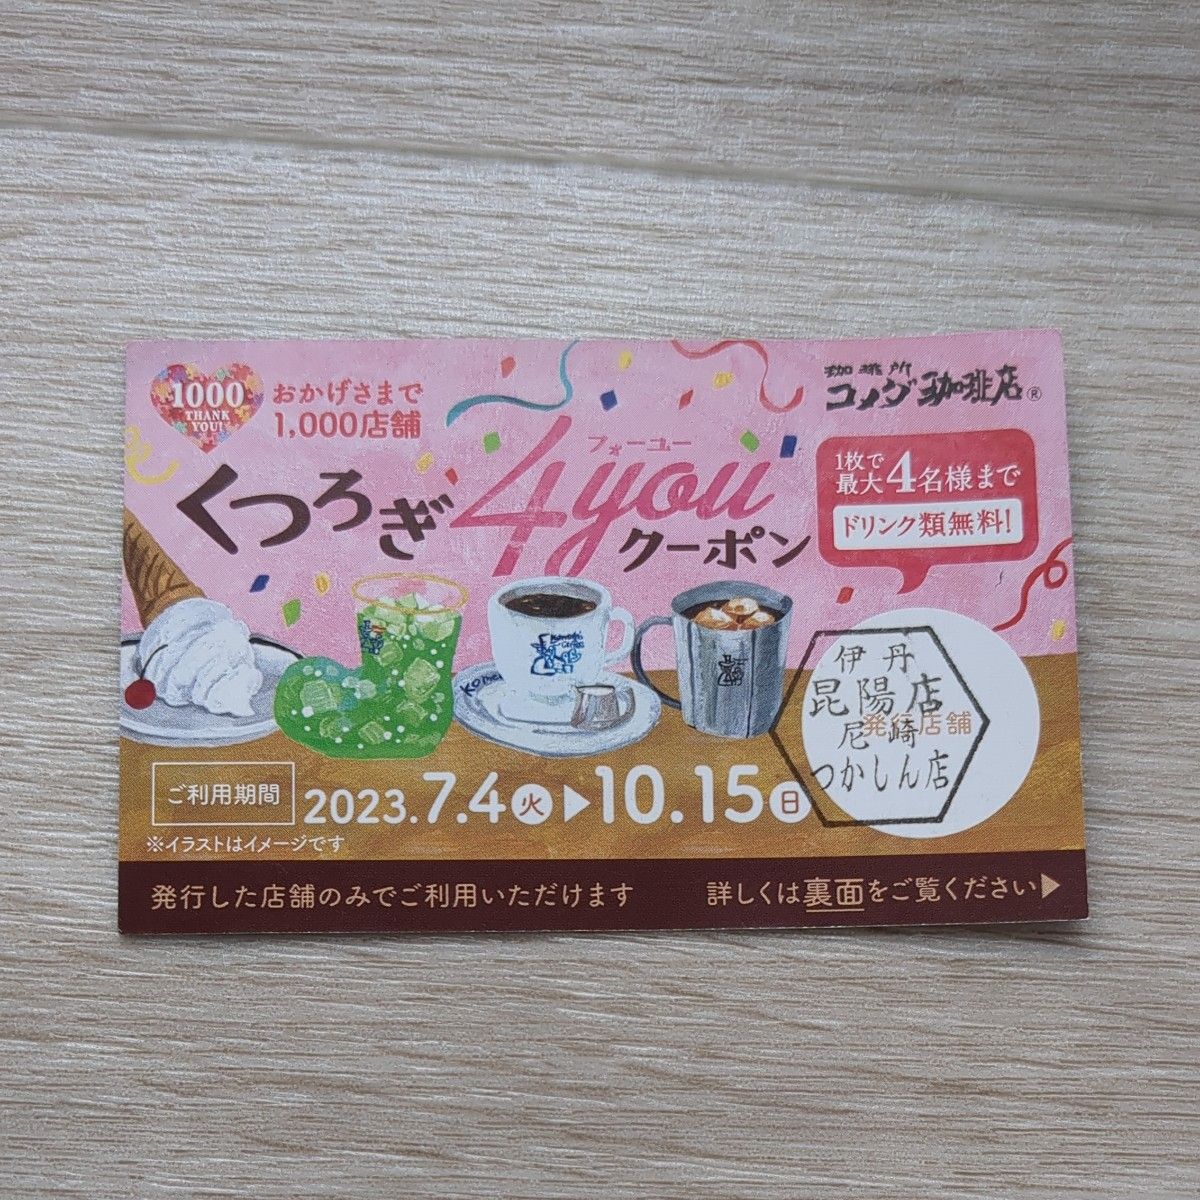 1000
THANK
YOU!
おかげさまで
1,000店舗
珈琲所
コメダ珈琲店®
フォーユー
くつろぎ4youクーポン
1枚で
最大4名様まで
ドリンク類無料!
Komeda's
Coffee
Kome
伊丹
昆陽店
発行店舗
尼崎
つかしん店
ご利用期間
2023.7.4火▶10.15日
※イラストはイメージです
発行した店舗のみでご利用いただけます
詳しくは裏面をご覧ください▶